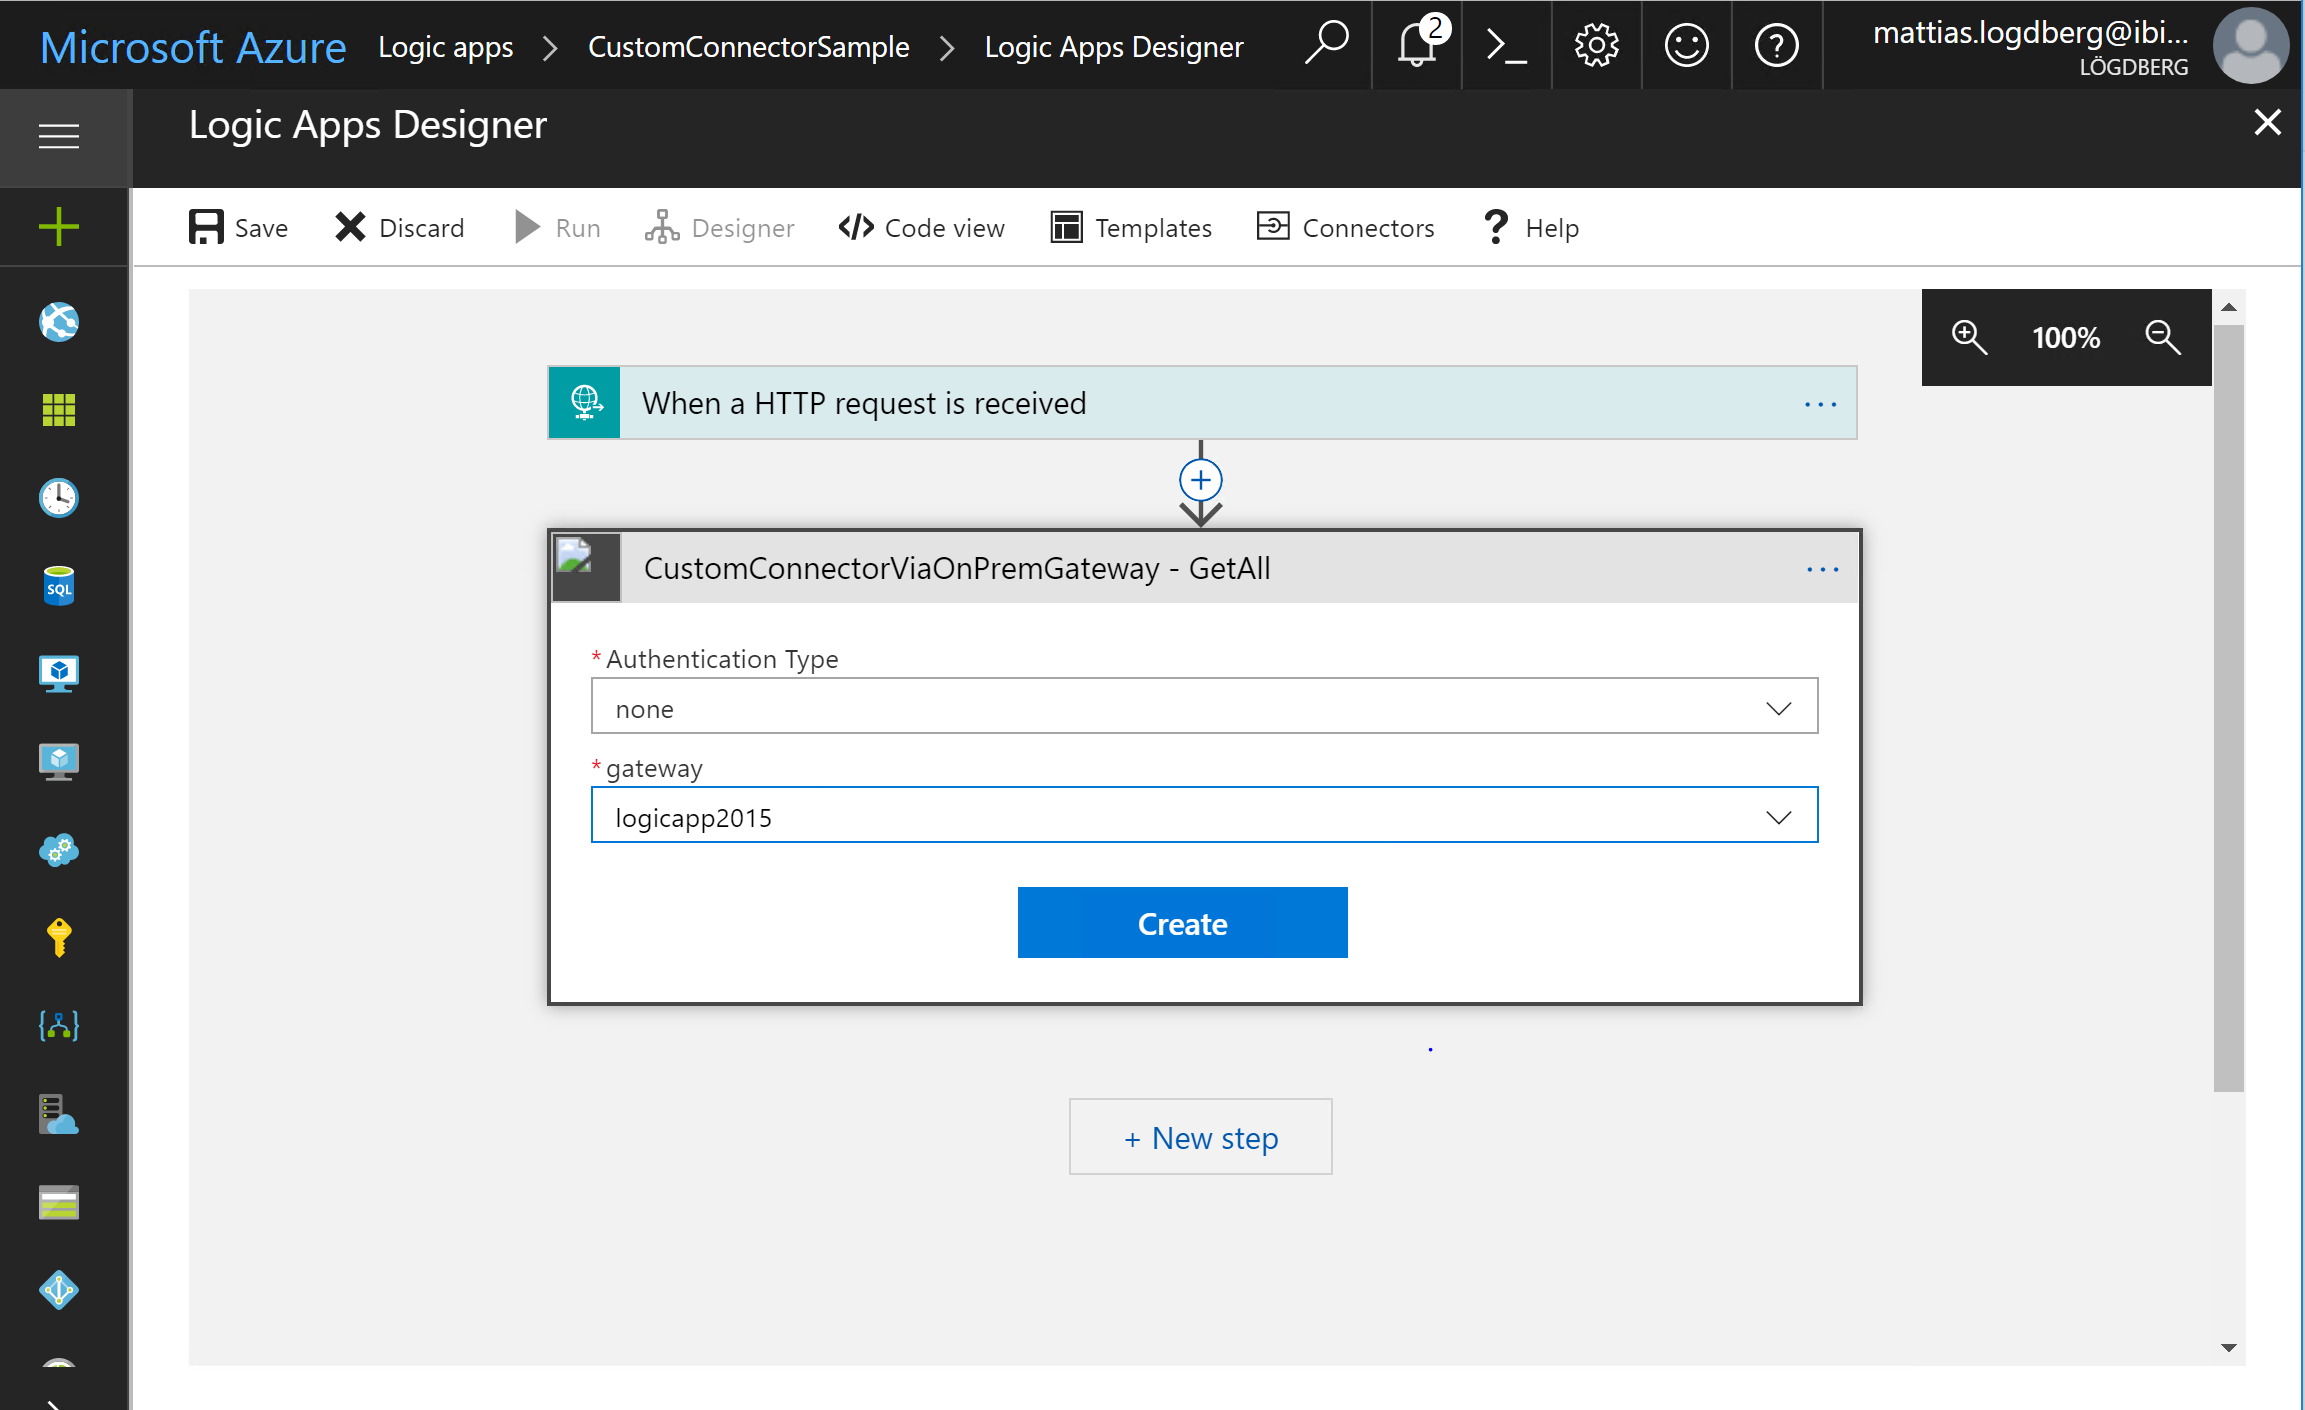 Microsoft Azure Logic apps > CustomConnectorSample > Logic Apps Designer
2
mattias.logdberg@ibi...
LÖGDBERG
Logic Apps Designer
Save Discard Run Designer Code view Templates Connectors Help
100%
When a HTTP request is received ...
SQL
CustomConnectorViaOnPremGateway - GetAll ...
* Authentication Type
none
* gateway
logicapp2015
Create
+ New step